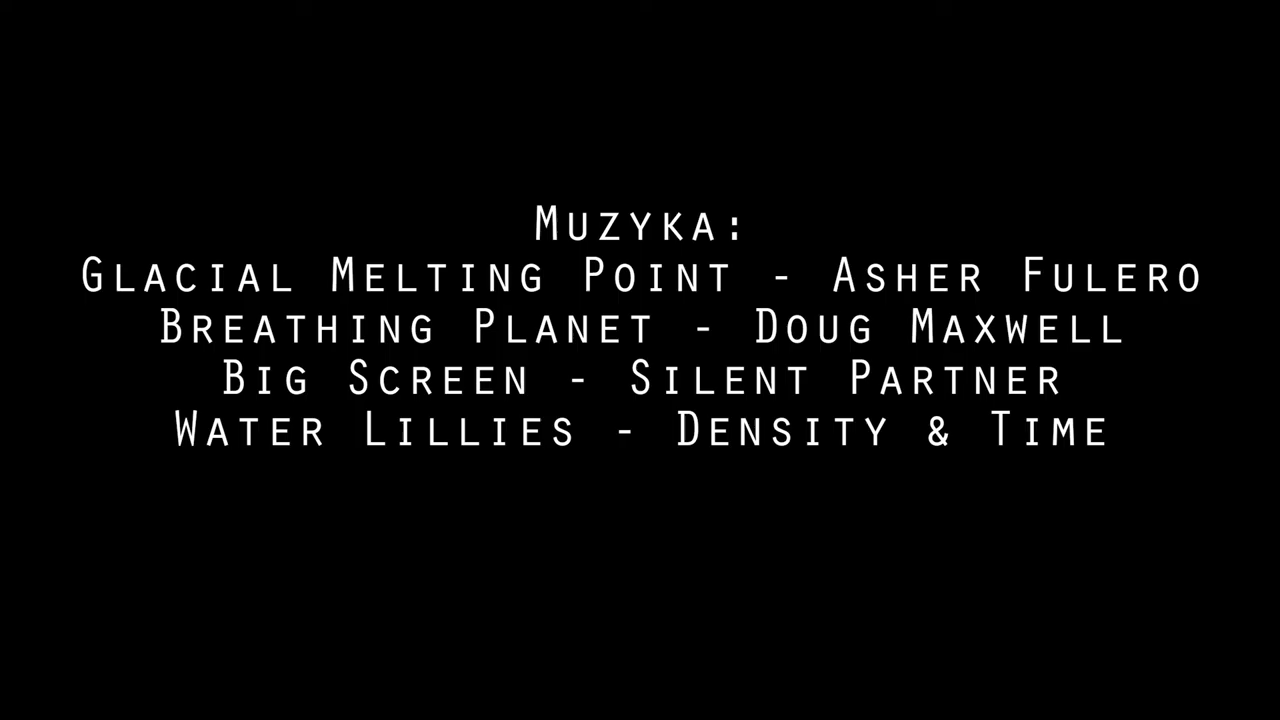 Muzyka:
Glacial Melting Point - Asher Fulero
Breathing Planet - Doug Maxwell
Big Screen - Silent Partner
Water Lillies - Density & Time